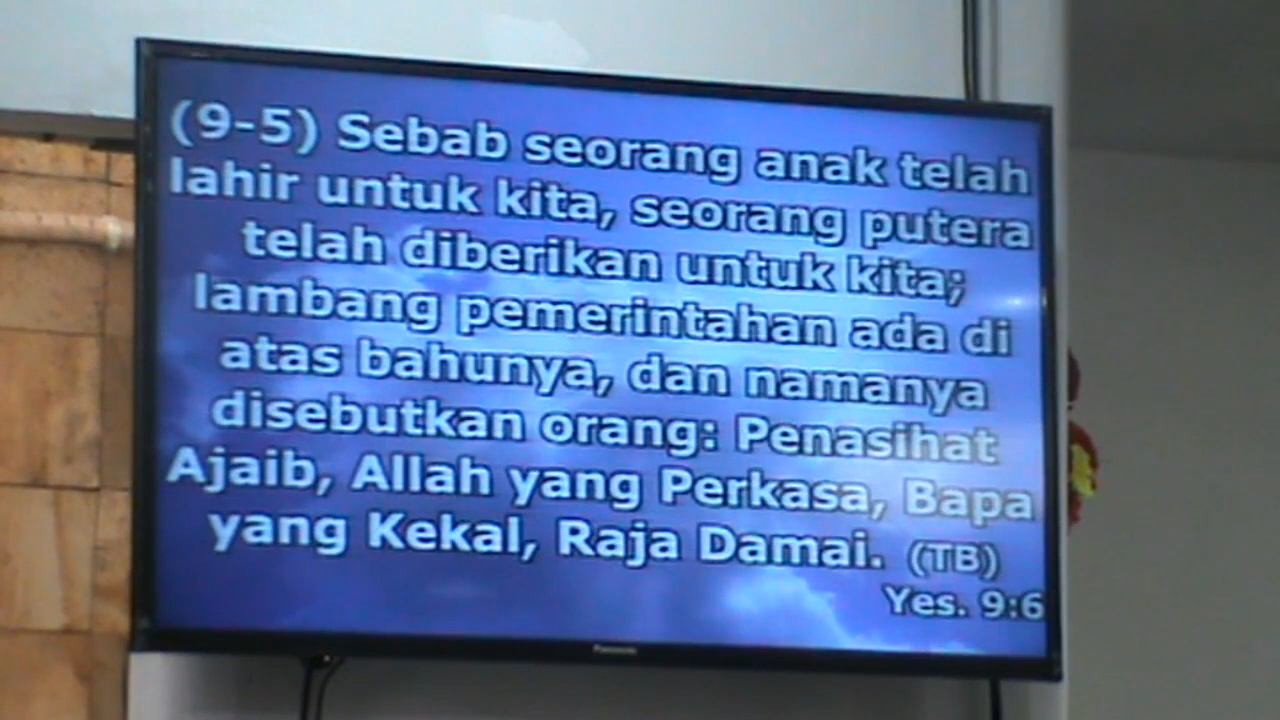 (9-5) Sebab seorang anak telah
lahir untuk kita, seorang putera
telah diberikan untuk kita;
lambang pemerintahan ada di
atas bahunya, dan namanya
disebutkan orang: Penasihat
Ajaib, Allah yang Perkasa, Bapa
yang Kekal, Raja Damai. (TB)
Yes. 9:6
Panasonic